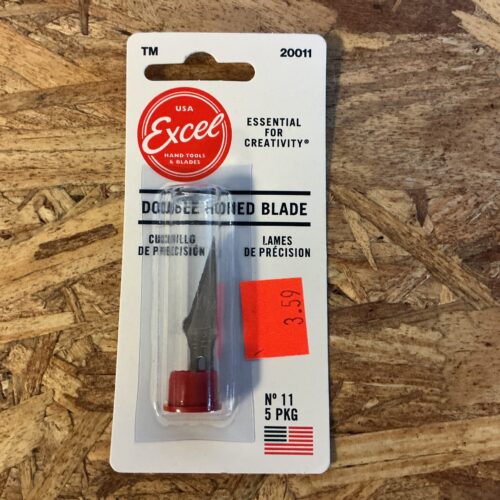 TM
20011
USA
Excel
HAND TOOLS
& BLADES
ESSENTIAL
FOR
CREATIVITY®
DOUBLE HONED BLADE
CUCHILLO
DE PRECISIÓN
LAMES
DE PRÉCISION
3.59
Nº 11
5 PKG